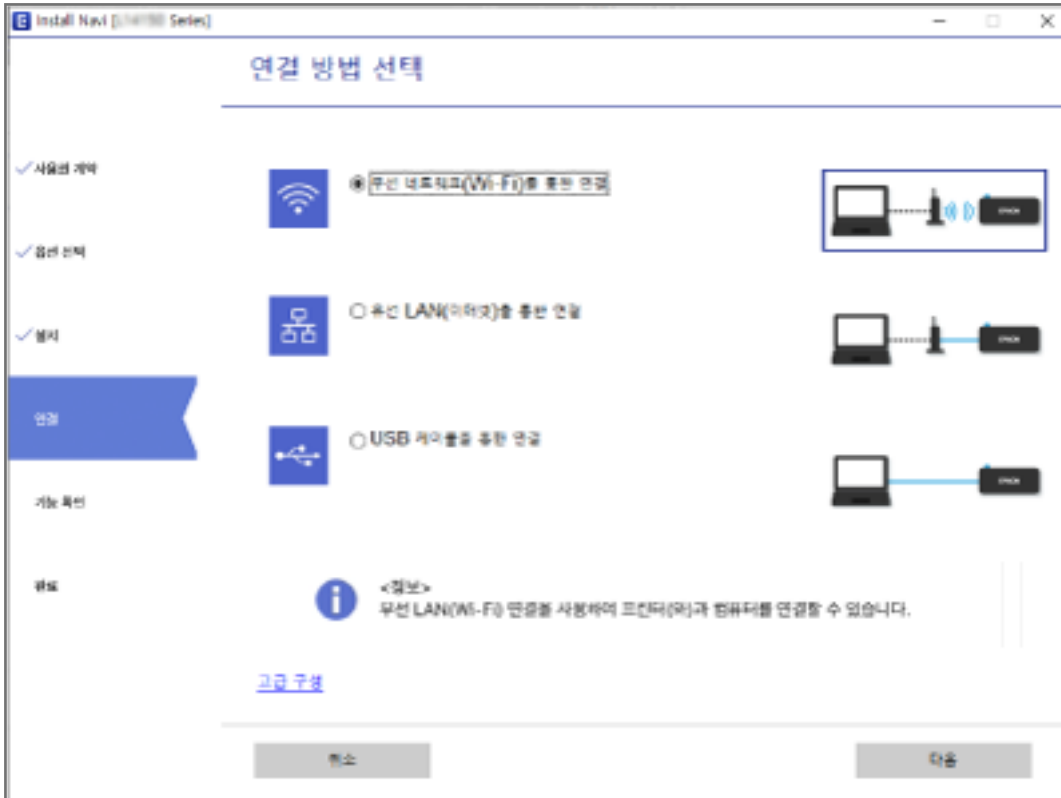 Install Navi [ Series]
연결 방법 선택
사용권 계약
옵션 선택
설치
연결
기능 확인
완료
무선 네트워크(Wi-Fi)를 통한 연결
유선 LAN(이더넷)을 통한 연결
USB 케이블을 통한 연결
EPSON
EPSON
EPSON
<정보>
무선 LAN(Wi-Fi) 연결을 사용하여 프린터(와)과 컴퓨터를 연결할 수 있습니다.
고급 구성
취소
다음